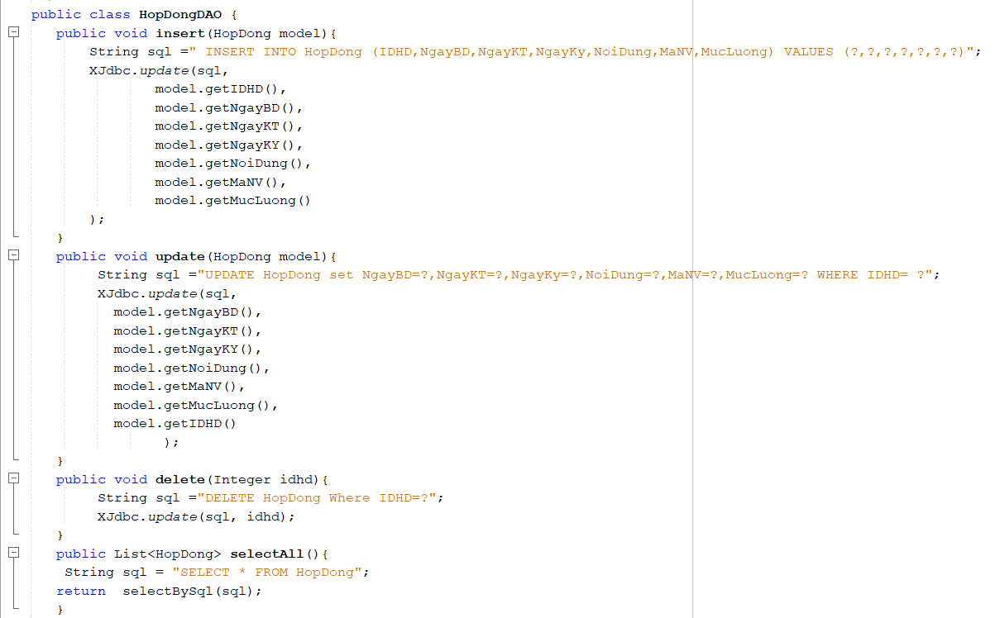 public class HopDongDAO {
public void insert(HopDong model){
String sql =" INSERT INTO HopDong (IDHD,NgayBD,NgayKT,NgayKy,NoiDung,MaNV,MucLuong) VALUES (?,?,?,?,?,?,?)";
XJdbc.update(sql,
model.getIDHD(),
model.getNgayBD(),
model.getNgayKT(),
model.getNgayKY(),
model.getNoiDung(),
model.getMaNV(),
model.getMucLuong()
);
}
public void update(HopDong model){
String sql ="UPDATE HopDong set NgayBD=?,NgayKT=?,NgayKy=?,NoiDung=?,MaNV=?,MucLuong=? WHERE IDHD= ?";
XJdbc.update(sql,
model.getNgayBD(),
model.getNgayKT(),
model.getNgayKY(),
model.getNoiDung(),
model.getMaNV(),
model.getMucLuong(),
model.getIDHD()
);
}
public void delete(Integer idhd){
String sql ="DELETE HopDong Where IDHD=?";
XJdbc.update(sql, idhd);
}
public List<HopDong> selectAll(){
String sql = "SELECT * FROM HopDong";
return  selectBySql(sql);
}